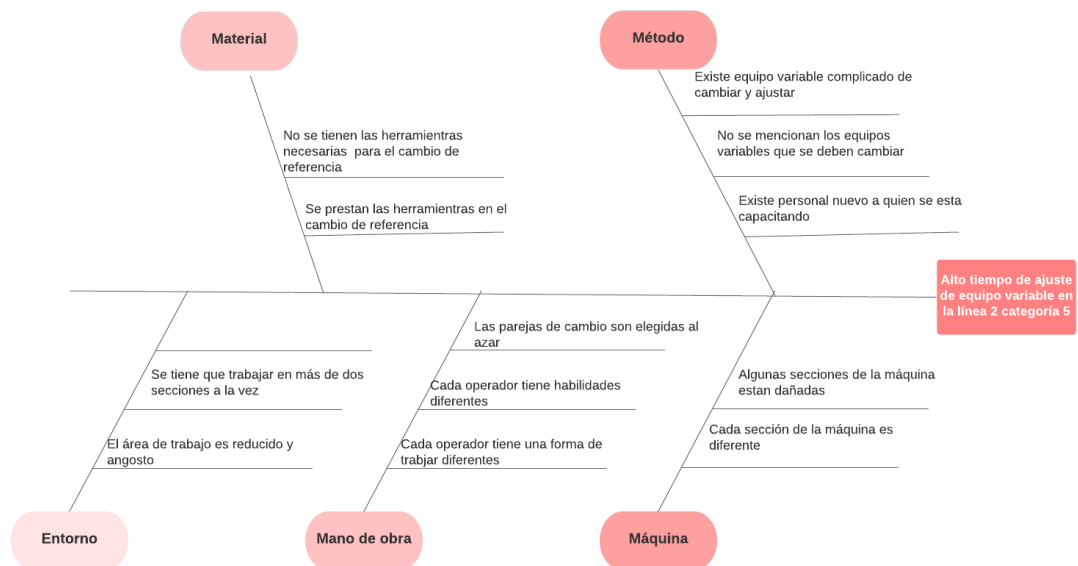 Material
Método
Existe equipo variable complicado de
cambiar y ajustar
No se tienen las herramientras
necesarias para el cambio de
referencia
No se mencionan los equipos
variables que se deben cambiar
Se prestan las herramientras en el
cambio de referencia
Existe personal nuevo a quien se esta
capacitando
Alto tiempo de ajuste
de equipo variable en
la línea 2 categoría 5
Las parejas de cambio son elegidas al
azar
Se tiene que trabajar en más de dos
secciones a la vez
Cada operador tiene habilidades
diferentes
Algunas secciones de la máquina
estan dañadas
El área de trabajo es reducido y
angosto
Cada operador tiene una forma de
trabjar diferentes
Cada sección de la máquina es
diferente
Entorno
Mano de obra
Máquina